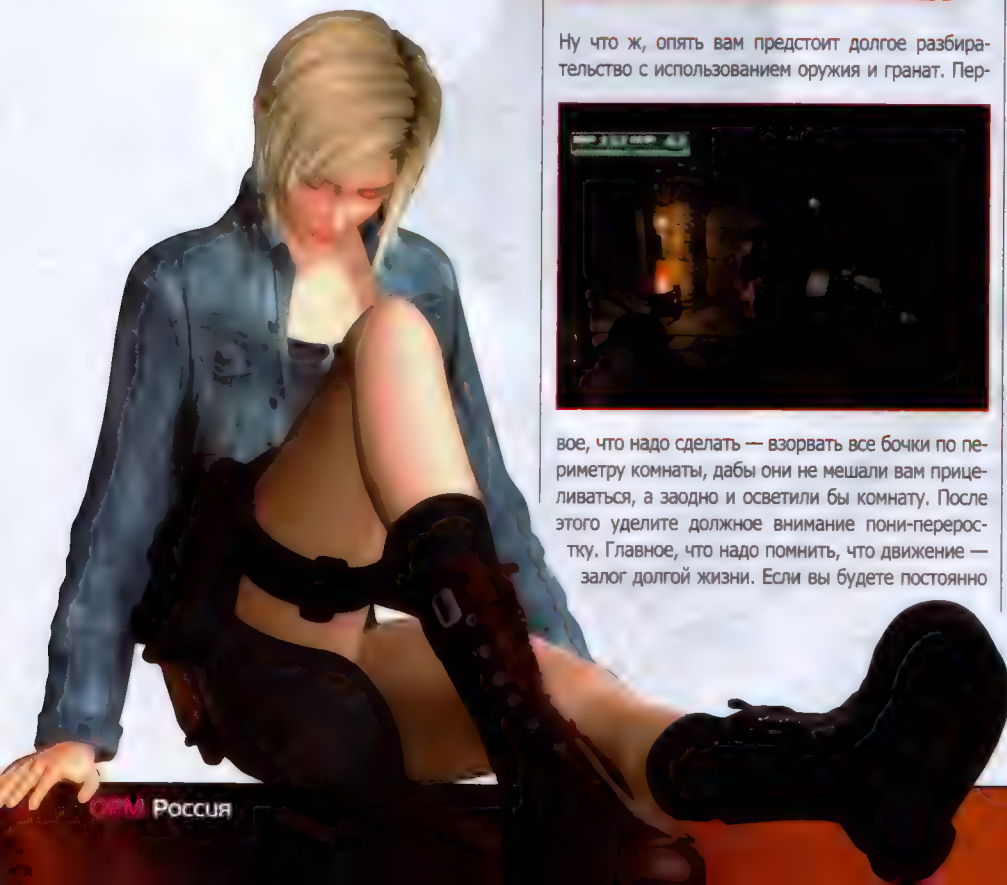 Ну что ж, опять вам предстоит долгое разбира-
тельство с использованием оружия и гранат. Пер-
вое, что надо сделать — взорвать все бочки по пе-
риметру комнаты, дабы они не мешали вам прице-
ливаться, а заодно и осветили бы комнату. После
этого уделите должное внимание пони-перерос-
тку. Главное, что надо помнить, что движение —
залог долгой жизни. Если вы будете постоянно
ОРМ Россия